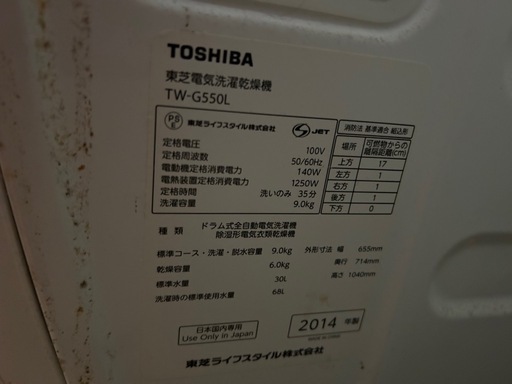 TOSHIBA
東芝電気洗濯乾燥機
TW-G550L
PS E 東芝ライフスタイル株式会社 S JET
定格電圧 100V
定格周波数 50/60Hz
電動機定格消費電力 140W
電熱装置定格消費電力 1250W
定格時間 洗いのみ 35分
洗濯容量 9.0kg
消防法 基準適合 組込形
場所 可燃物からの離隔距離(cm)
上方 17
左方 1
右方 1
後方 1
下方 0
種類 ドラム式全自動電気洗濯機
除湿形電気衣類乾燥機
標準コース・洗濯・脱水容量 9.0kg 外形寸法 幅 655mm
乾燥容量 6.0kg 奥行 714mm
標準水量 30L 高さ 1040mm
洗濯時の標準使用水量 68L
日本国内専用
Use Only in Japan
2014 年製
東芝ライフスタイル株式会社